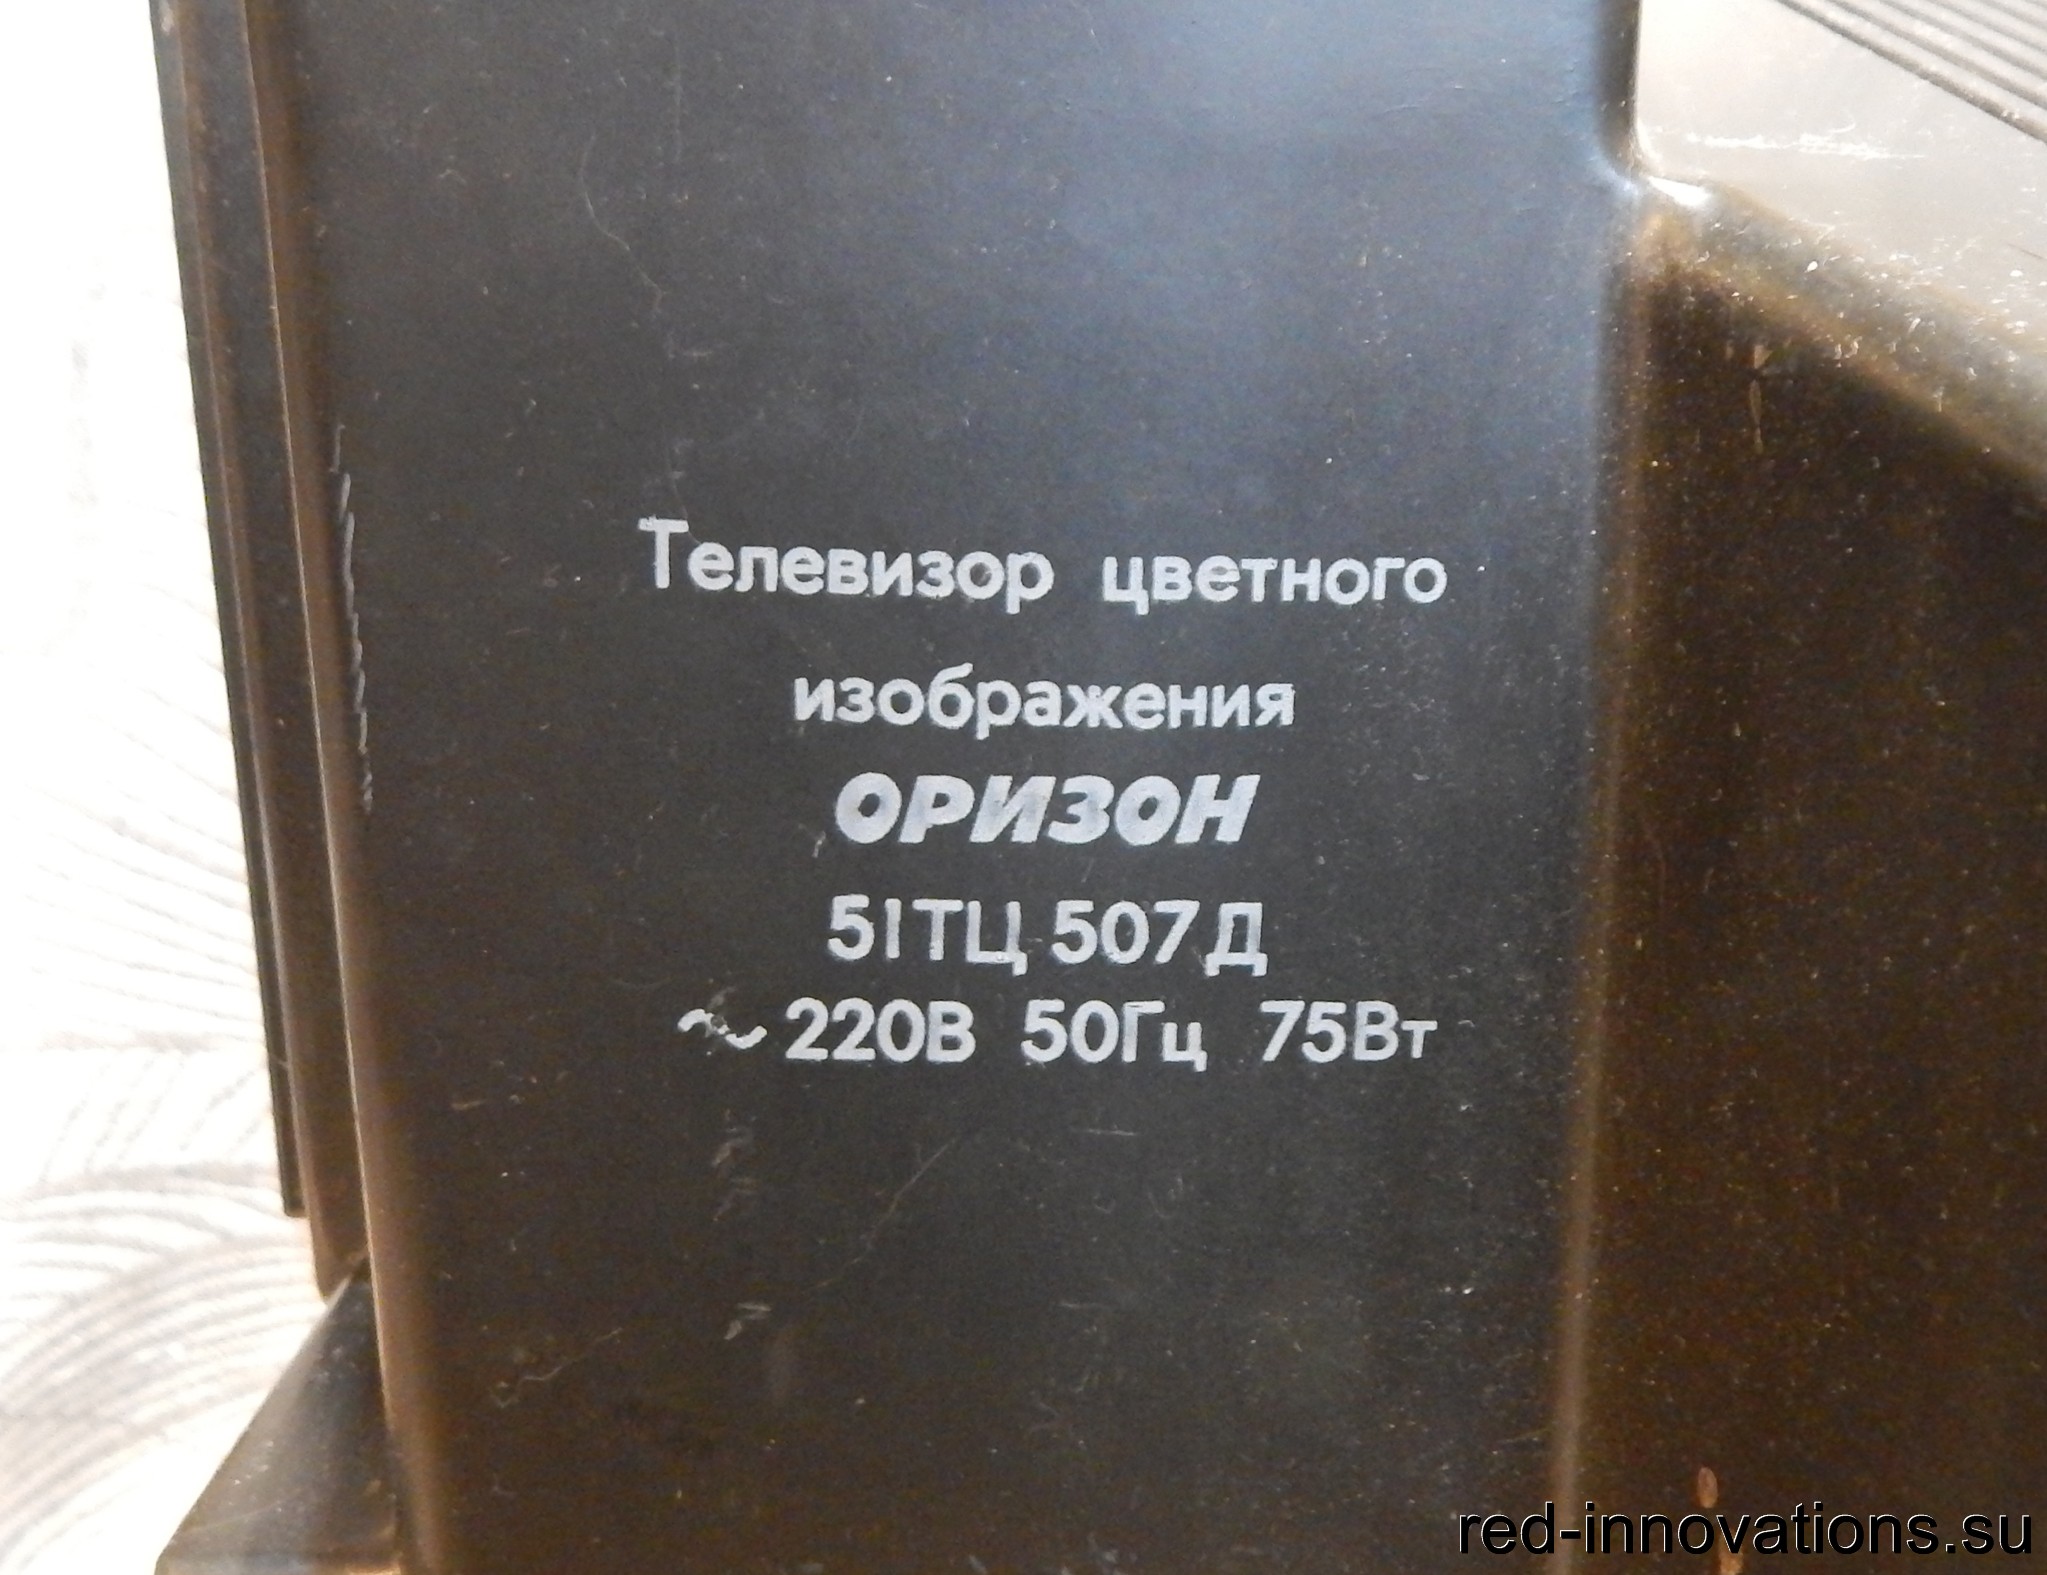 Телевизор цветного
изображения
ОРИЗОН
51ТЦ 507Д
~ 220В 50Гц 75Вт
red-innovations.su